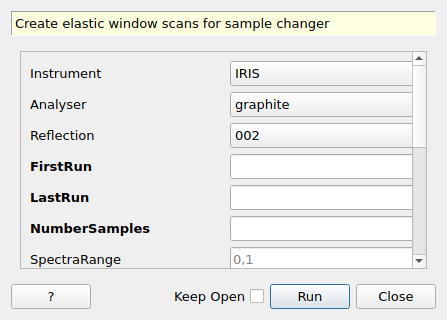 Create elastic window scans for sample changer
Instrument IRIS
Analyser graphite
Reflection 002
FirstRun
LastRun
NumberSamples
SpectraRange 0,1
? Keep Open Run Close